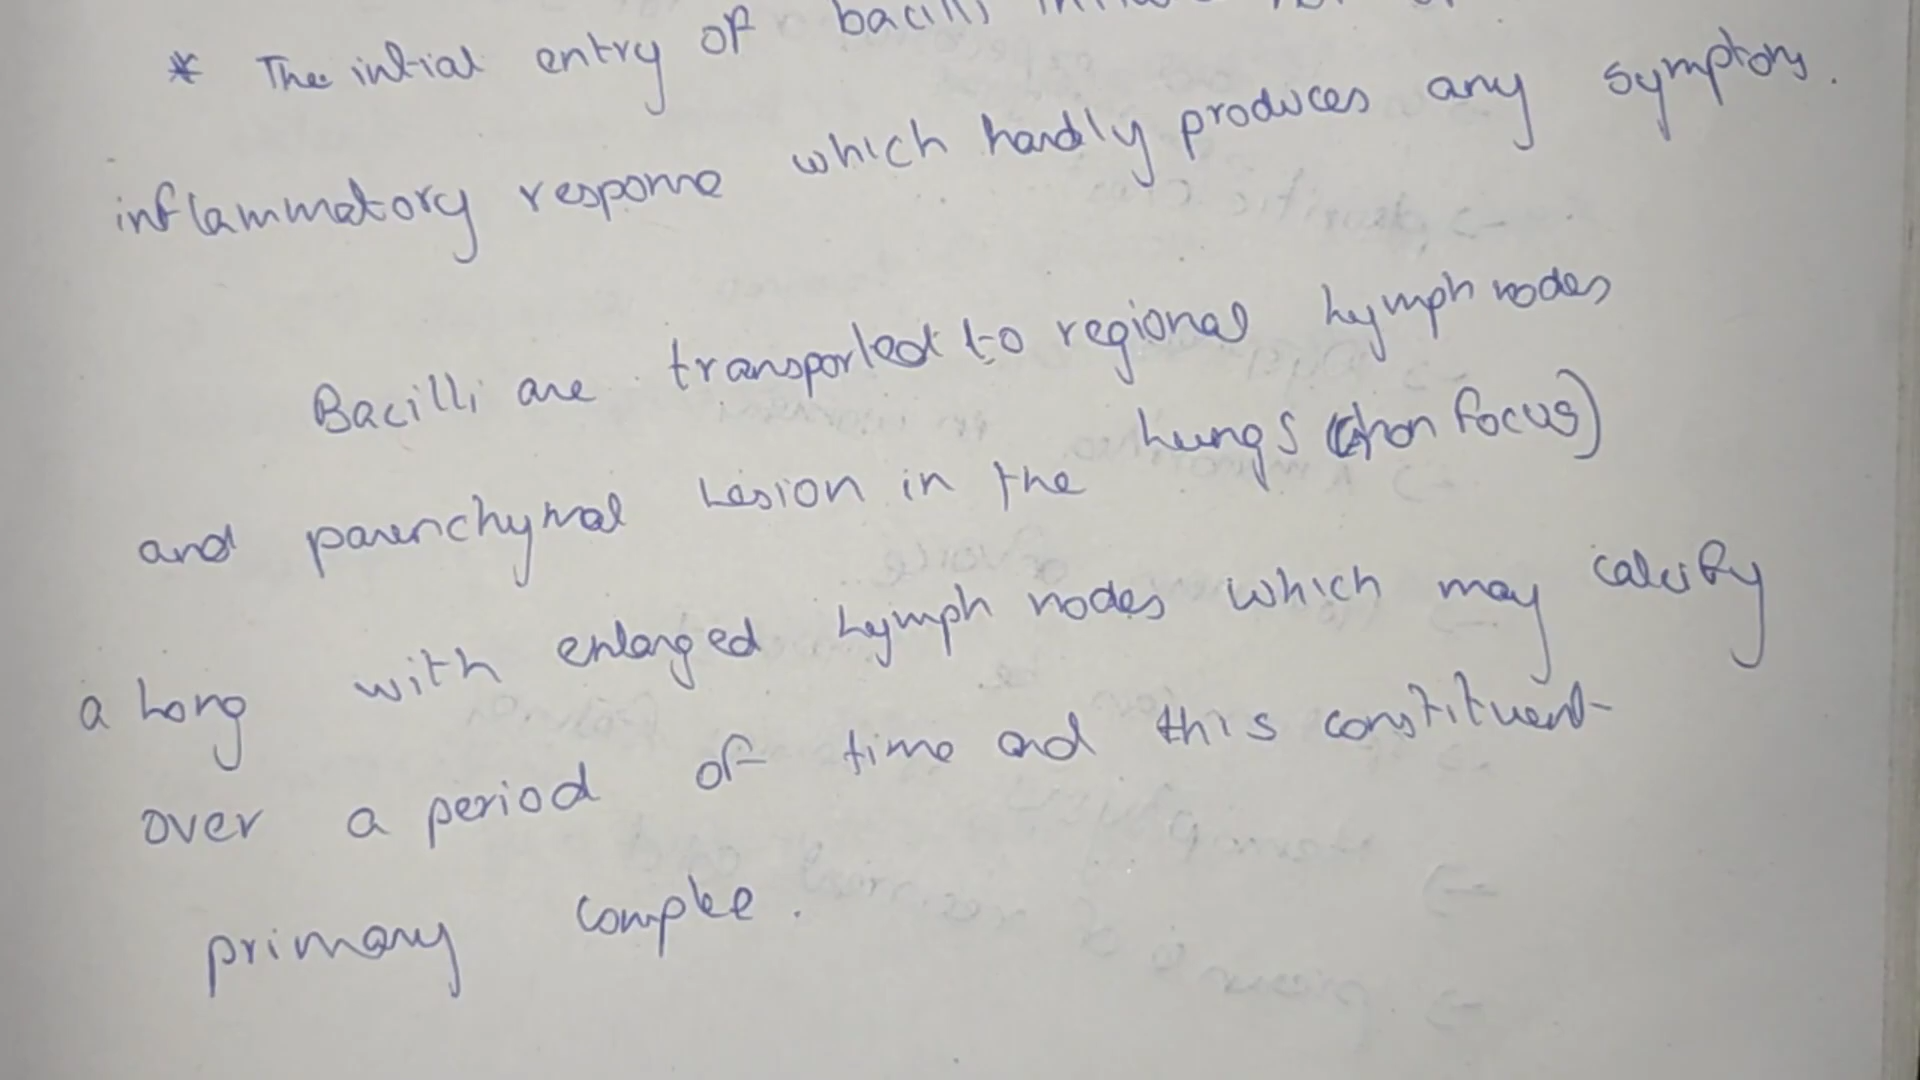 * The initial entry of bacilli
inflammatory response which hardly produces any symptoms.
Bacilli are transported to regional Lymph nodes
and parenchymal Lesion in the Lungs (Ghon focus)
a Long with enlarged Lymph nodes which may calcify
over a period of time and this constituent
primary comple.